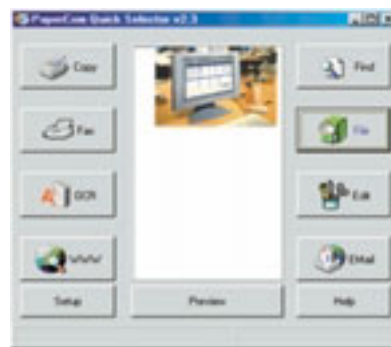 PaperCom Quick Selector v2.3
Copy
Find
Fax
File
OCR
Edit
WWW
EMail
Setup
Preview
Help